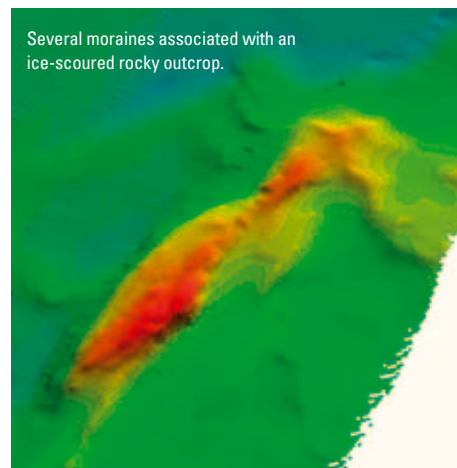 Several moraines associated with an
ice-scoured rocky outcrop.